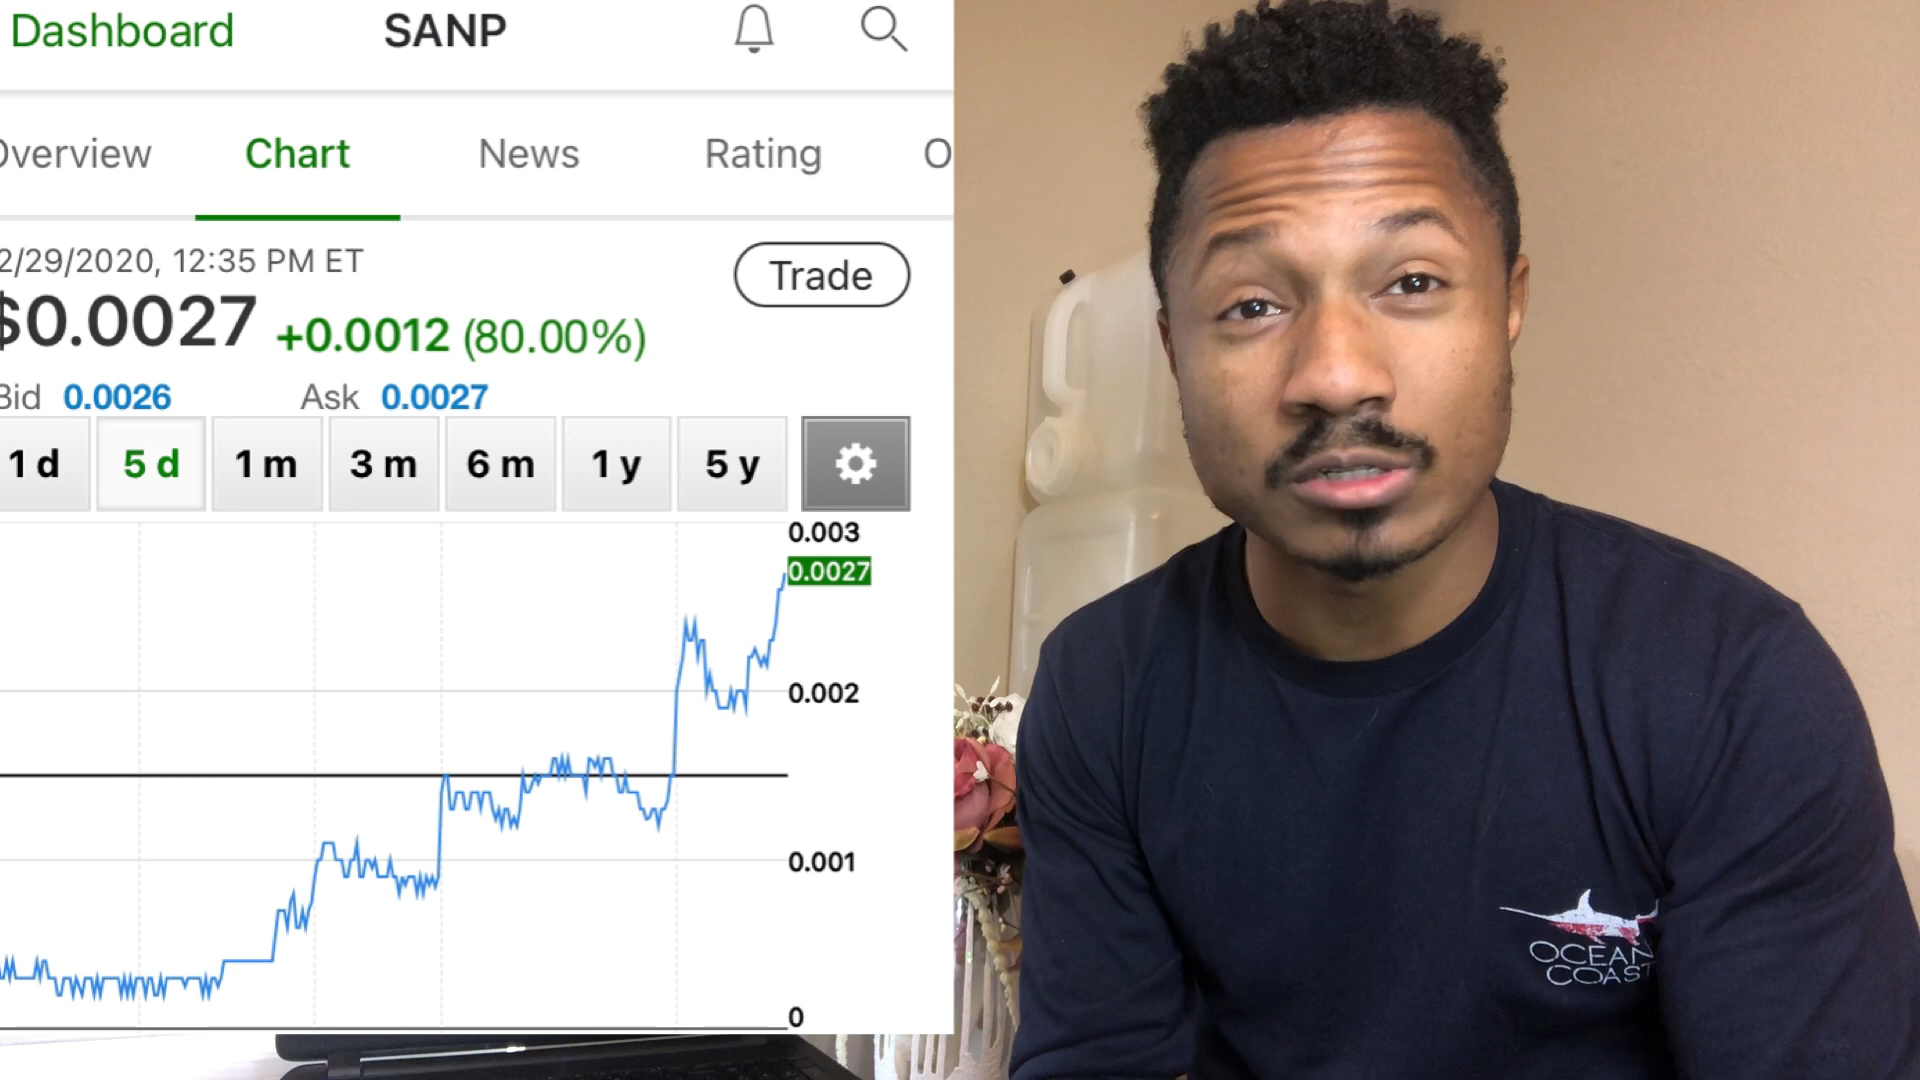 Dashboard SANP
Overview Chart News Rating O
2/29/2020, 12:35 PM ET
$0.0027 +0.0012 (80.00%)
Trade
Bid 0.0026 Ask 0.0027
1 d 5 d 1 m 3 m 6 m 1 y 5 y
0.003
0.0027
0.002
0.001
0
OCEAN
COAST